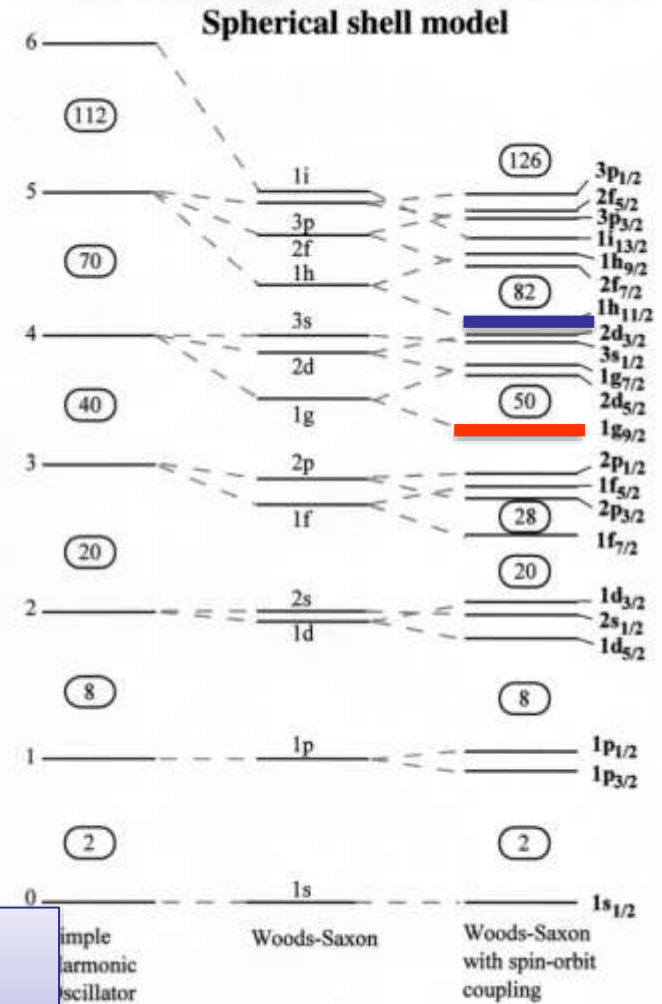 Spherical shell model
6
112
5
70
4
40
3
20
2
8
1
2
0
1i
3p
2f
1h
3s
2d
1g
2p
1f
2s
1d
1p
1s
126
3p1/2
2f5/2
3p3/2
1i13/2
1h9/2
2f7/2
82
1h11/2
2d3/2
3s1/2
1g7/2
2d5/2
50
1g9/2
2p1/2
1f5/2
2p3/2
28
1f7/2
20
1d3/2
2s1/2
1d5/2
8
1p1/2
1p3/2
2
1s1/2
imple
armonic
scillator
Woods-Saxon
Woods-Saxon
with spin-orbit
coupling